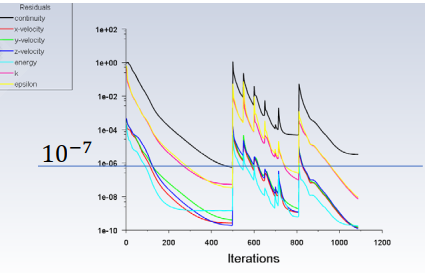 Residuals
continuity
x-velocity
y-velocity
z-velocity
energy
k
epsilon
1e+02
1e+00
1e-02
1e-04
1e-06
1e-08
1e-10
10⁻⁷
0 200 400 600 800 1000 1200
Iterations